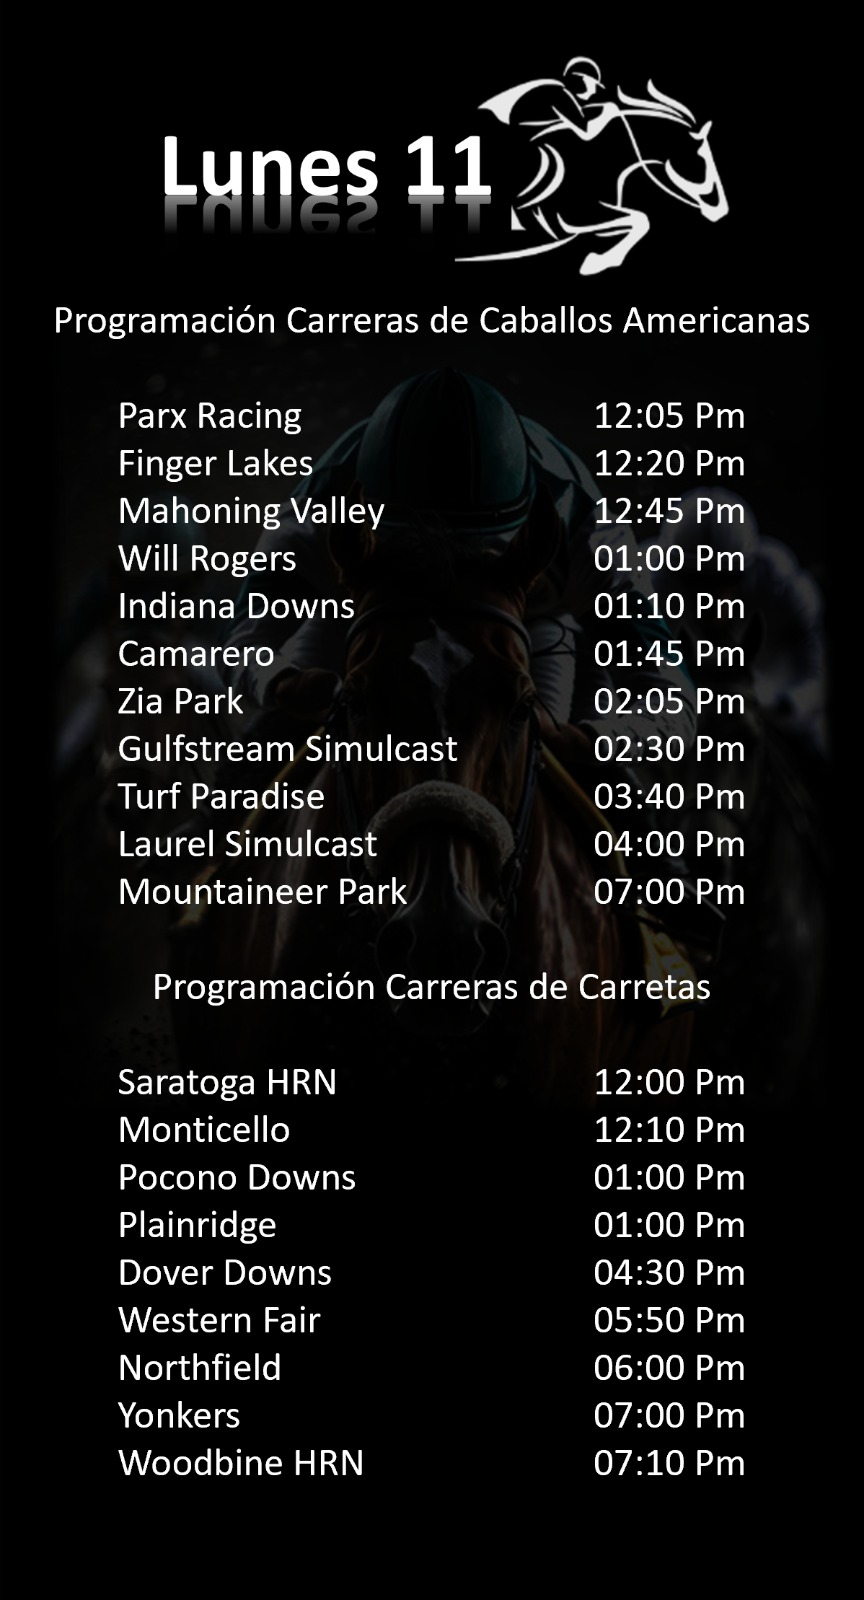 Lunes 11
Programación Carreras de Caballos Americanas
Parx Racing 12:05 Pm
Finger Lakes 12:20 Pm
Mahoning Valley 12:45 Pm
Will Rogers 01:00 Pm
Indiana Downs 01:10 Pm
Camarero 01:45 Pm
Zia Park 02:05 Pm
Gulfstream Simulcast 02:30 Pm
Turf Paradise 03:40 Pm
Laurel Simulcast 04:00 Pm
Mountaineer Park 07:00 Pm
Programación Carreras de Carretas
Saratoga HRN 12:00 Pm
Monticello 12:10 Pm
Pocono Downs 01:00 Pm
Plainridge 01:00 Pm
Dover Downs 04:30 Pm
Western Fair 05:50 Pm
Northfield 06:00 Pm
Yonkers 07:00 Pm
Woodbine HRN 07:10 Pm